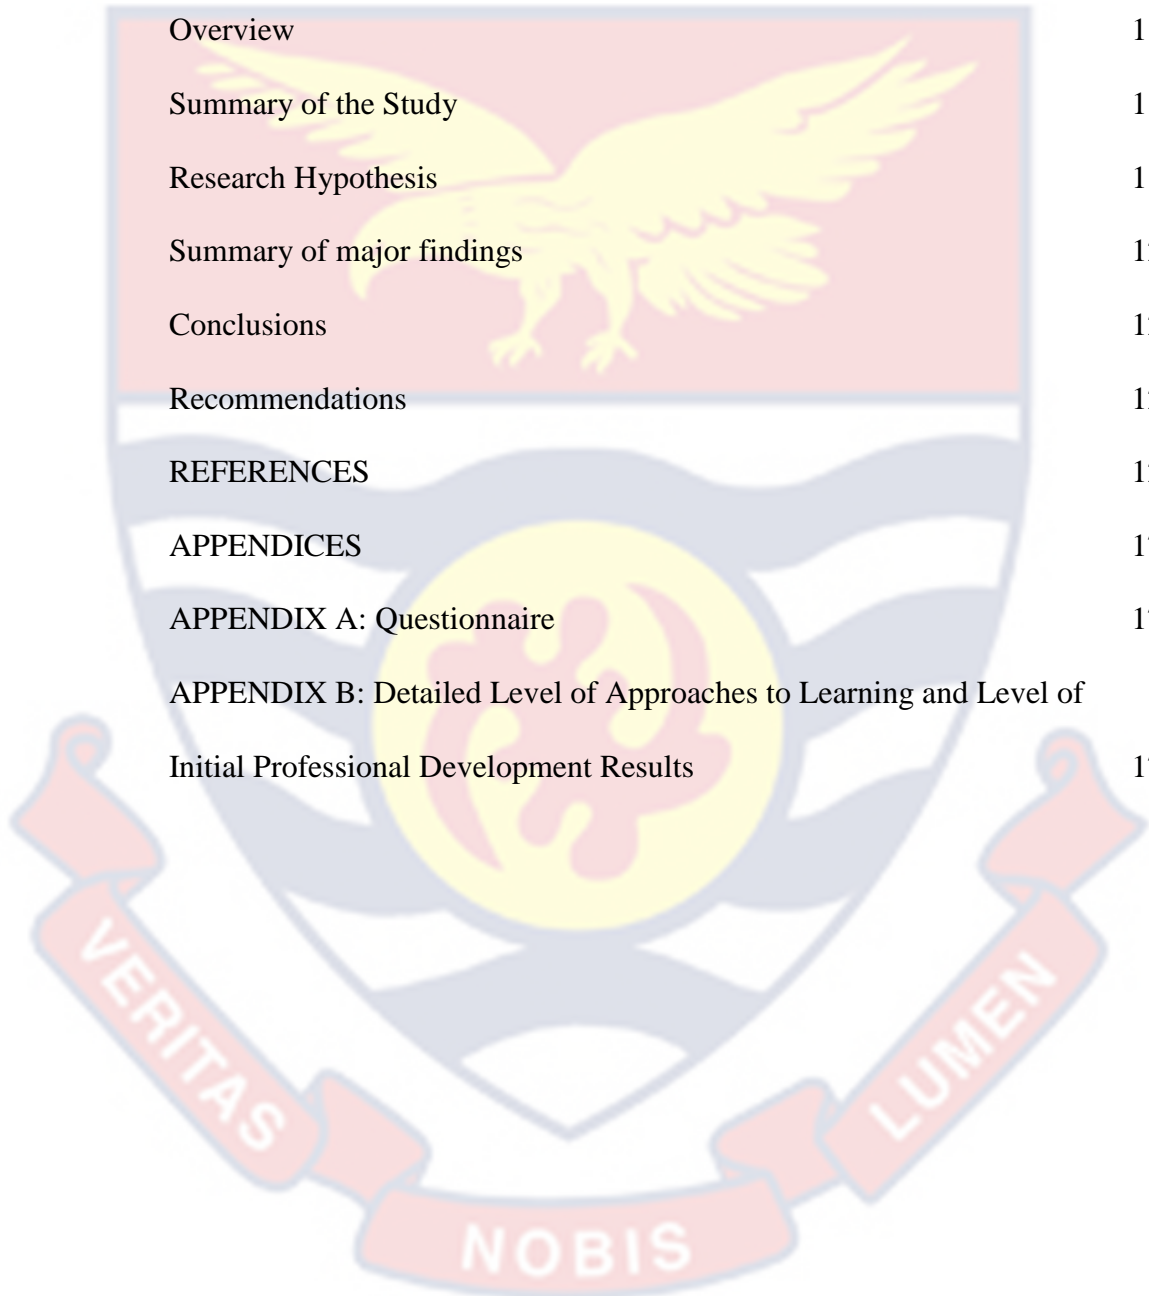 Overview 1
Summary of the Study 1
Research Hypothesis 1
Summary of major findings 1
Conclusions 1
Recommendations 1
REFERENCES 1
APPENDICES 1
APPENDIX A: Questionnaire 1
APPENDIX B: Detailed Level of Approaches to Learning and Level of
Initial Professional Development Results 1
VERITAS
NOBIS
LUMEN